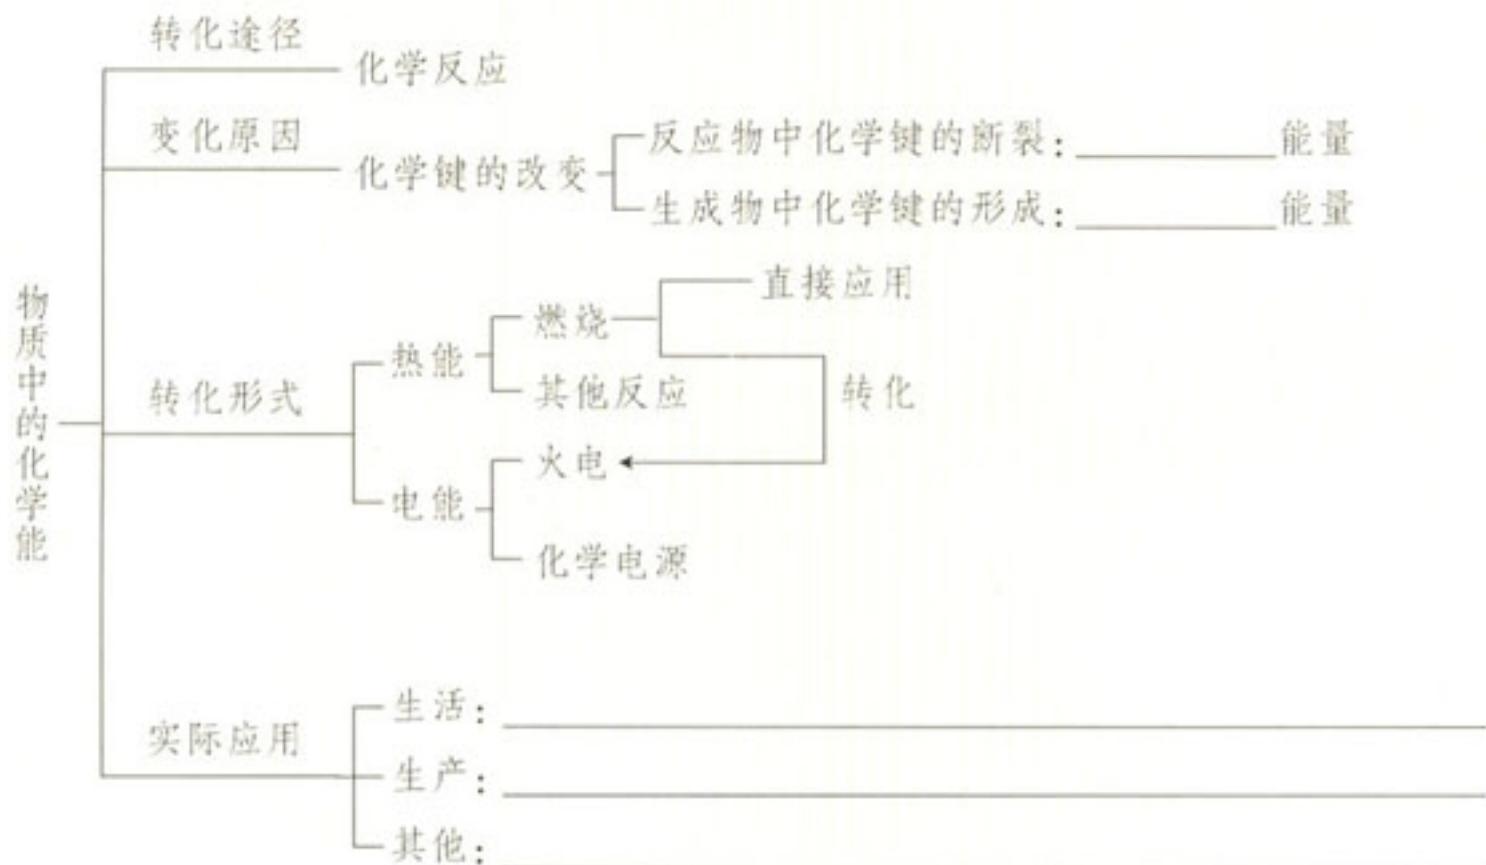 转化途径
化学反应
变化原因
化学键的改变
反应物中化学键的断裂：
能量
生成物中化学键的形成：
能量
物质中的化学能
转化形式
热能
燃烧
直接应用
其他反应
转化
电能
火电
化学电源
实际应用
生活：
生产：
其他：